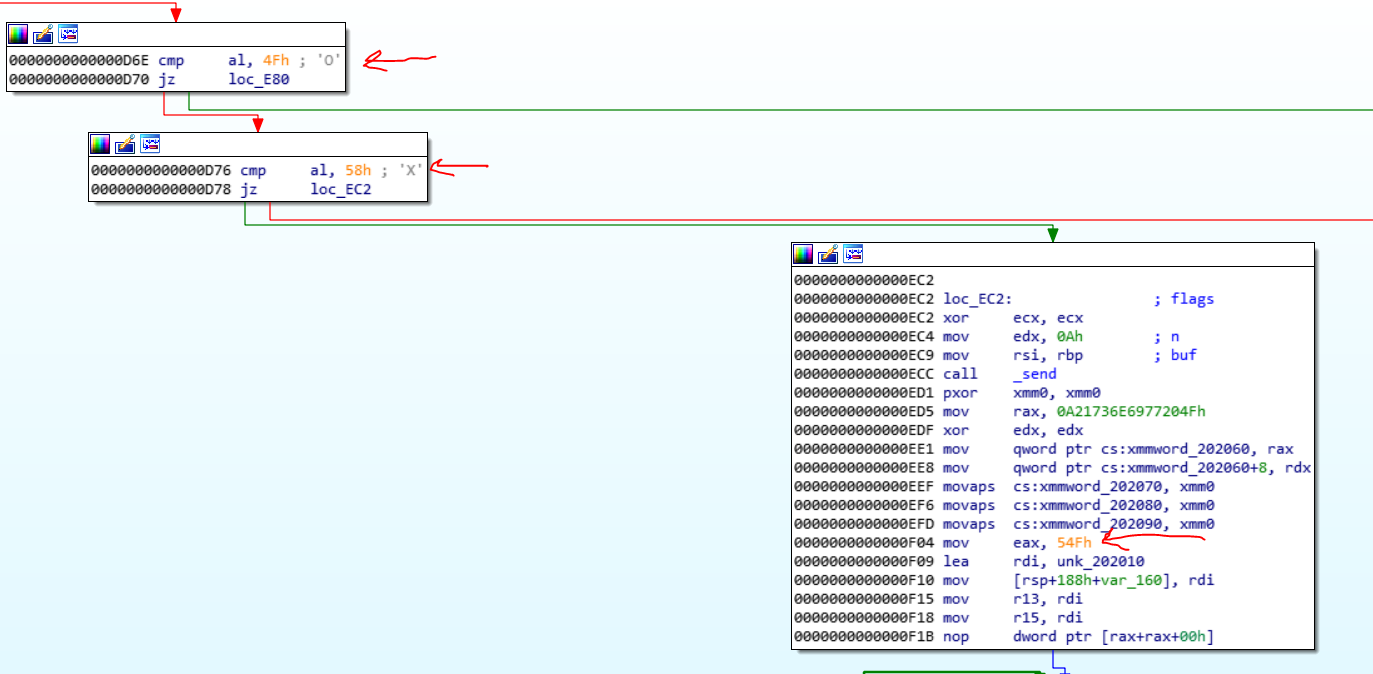 0000000000000D6E cmp al, 4Fh ; 'O'
0000000000000D70 jz loc_E80
0000000000000D76 cmp al, 58h ; 'X'
0000000000000D78 jz loc_EC2
0000000000000EC2
0000000000000EC2 loc_EC2: ; flags
0000000000000EC2 xor ecx, ecx
0000000000000EC4 mov edx, 0Ah ; n
0000000000000EC9 mov rsi, rbp ; buf
0000000000000ECC call _send
0000000000000ED1 pxor xmm0, xmm0
0000000000000ED5 mov rax, 0A21736E6977204Fh
0000000000000EDF xor edx, edx
0000000000000EE1 mov qword ptr cs:xmmword_202060, rax
0000000000000EE8 mov qword ptr cs:xmmword_202060+8, rdx
0000000000000EEF movaps cs:xmmword_202070, xmm0
0000000000000EF6 movaps cs:xmmword_202080, xmm0
0000000000000EFD movaps cs:xmmword_202090, xmm0
0000000000000F04 mov eax, 54Fh
0000000000000F09 lea rdi, unk_202010
0000000000000F10 mov [rsp+188h+var_160], rdi
0000000000000F15 mov r13, rdi
0000000000000F18 mov r15, rdi
0000000000000F1B nop dword ptr [rax+rax+00h]